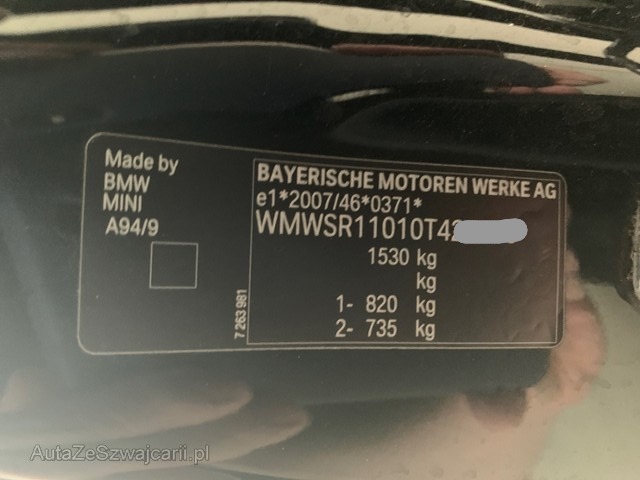 Made by
BMW
MINI
A94/9
7 263 981
BAYERISCHE MOTOREN WERKE AG
e1*2007/46*0371*
WMWSR11010T4
1530 kg
kg
1- 820 kg
2- 735 kg
AutaZeSzwajcarii.pl